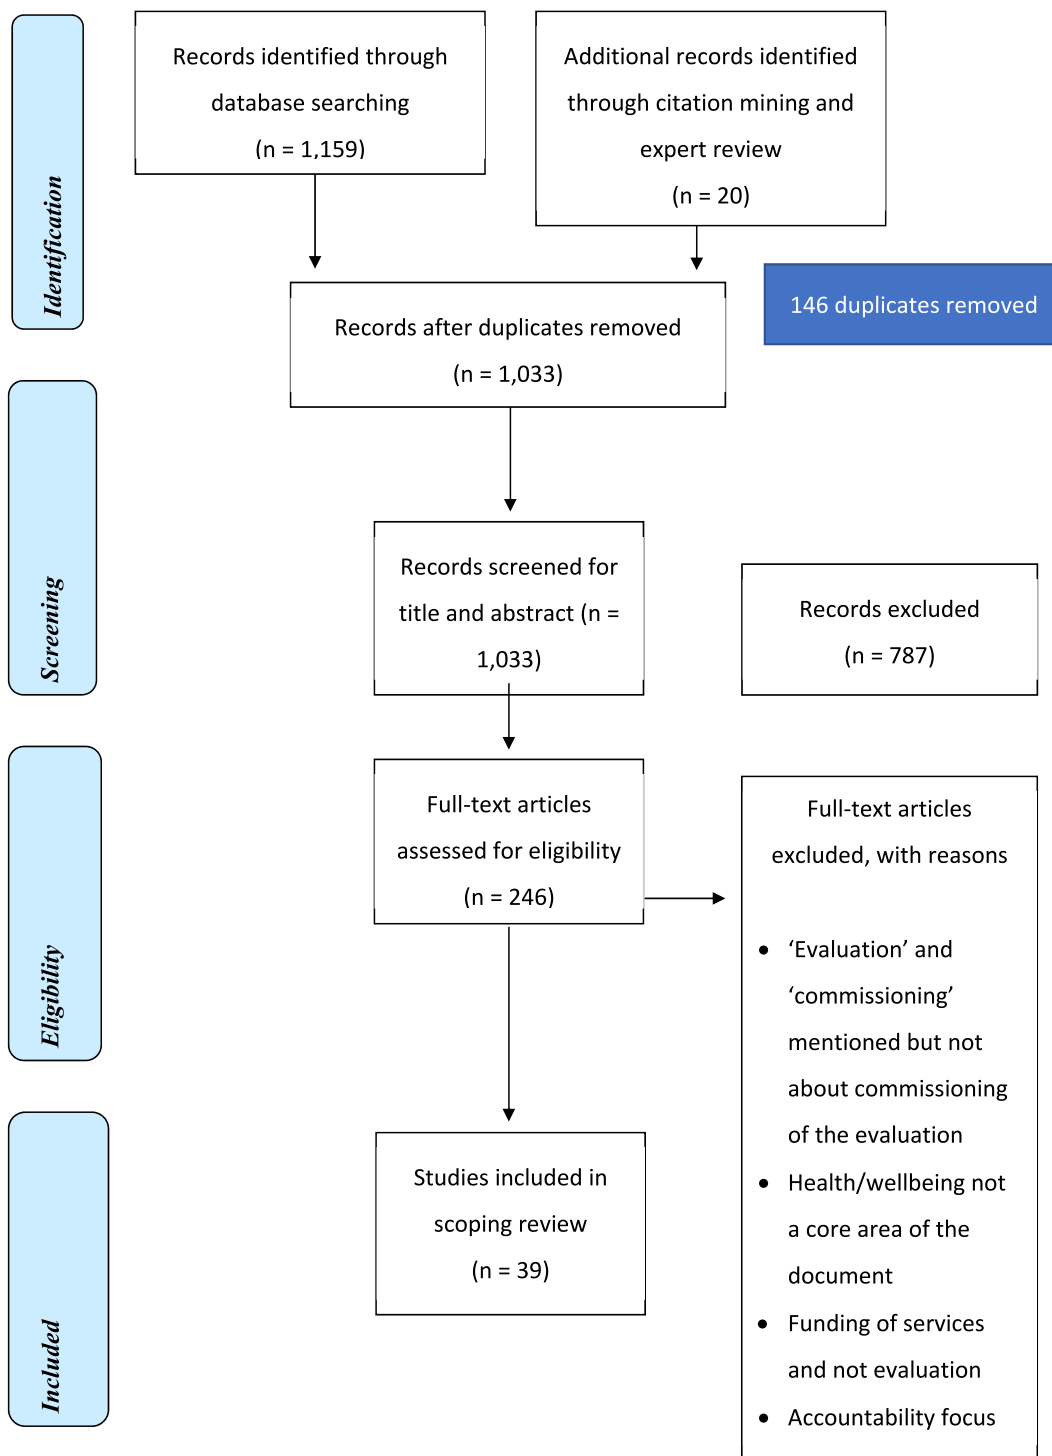 Identification
Records identified through
database searching
(n = 1,159)
Additional records identified
through citation mining and
expert review
(n = 20)
146 duplicates removed
Records after duplicates removed
(n = 1,033)
Screening
Records screened for
title and abstract (n =
1,033)
Records excluded
(n = 787)
Eligibility
Full-text articles
assessed for eligibility
(n = 246)
Full-text articles
excluded, with reasons
• ‘Evaluation’ and
‘commissioning’
mentioned but not
about commissioning
of the evaluation
• Health/wellbeing not
a core area of the
document
• Funding of services
and not evaluation
• Accountability focus
Included
Studies included in
scoping review
(n = 39)